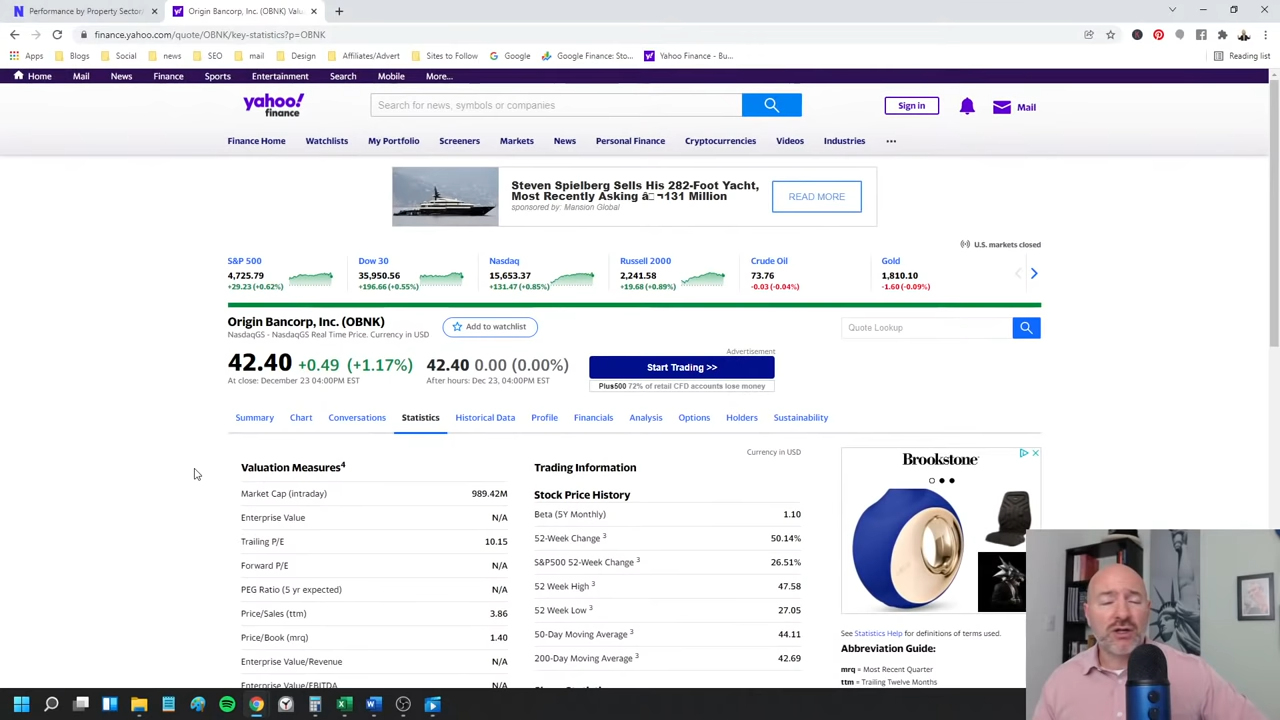 Performance by Property Sector
Origin Bancorp, Inc. (OBNK) Valu
finance.yahoo.com/quote/OBNK/key-statistics?p=OBNK
Apps
Blogs
Social
news
SEO
mail
(Design)
Affiliates/Advert
Sites to Follow
Google
Google Finance: Sto...
Yahoo Finance - Bu...
Reading list
Home
Mail
News
Finance
Sports
Entertainment
Search
Mobile
More...
yahoo!
finance
Search for news, symbols or companies
Sign in
Mail
Finance Home
Watchlists
My Portfolio
Screeners
Markets
News
Personal Finance
Cryptocurrencies
Videos
Industries
Steven Spielberg Sells His 282-Foot Yacht,
Most Recently Asking â‚¬131 Million
sponsored by: Mansion Global
READ MORE
U.S. markets closed
S&P 500
4,725.79
+29.23 (+0.62%)
Dow 30
35,950.56
+196.66 (+0.55%)
Nasdaq
15,653.37
+131.47 (+0.85%)
Russell 2000
2,241.58
+19.68 (+0.89%)
Crude Oil
73.76
-0.03 (-0.04%)
Gold
1,810.10
-1.60 (-0.09%)
Origin Bancorp, Inc. (OBNK)
NasdaqGS - NasdaqGS Real Time Price. Currency in USD
Add to watchlist
Quote Lookup
42.40 +0.49 (+1.17%)
At close: December 23 04:00PM EST
42.40 0.00 (0.00%)
After hours: Dec 23, 04:00PM EST
Advertisement
Start Trading >>
Plus500 72% of retail CFD accounts lose money
Summary
Chart
Conversations
Statistics
Historical Data
Profile
Financials
Analysis
Options
Holders
Sustainability
Currency in USD
Valuation Measures4
Market Cap (intraday) 989.42M
Enterprise Value N/A
Trailing P/E 10.15
Forward P/E N/A
PEG Ratio (5 yr expected) N/A
Price/Sales (ttm) 3.86
Price/Book (mrq) 1.40
Enterprise Value/Revenue N/A
Enterprise Value/EBITDA N/A
Trading Information
Stock Price History
Beta (5Y Monthly) 1.10
52-Week Change 3 50.14%
S&P500 52-Week Change 3 26.51%
52 Week High 3 47.58
52 Week Low 3 27.05
50-Day Moving Average 3 44.11
200-Day Moving Average 3 42.69
Brookstone
See Statistics Help for definitions of terms used.
Abbreviation Guide:
mrq = Most Recent Quarter
ttm = Trailing Twelve Months